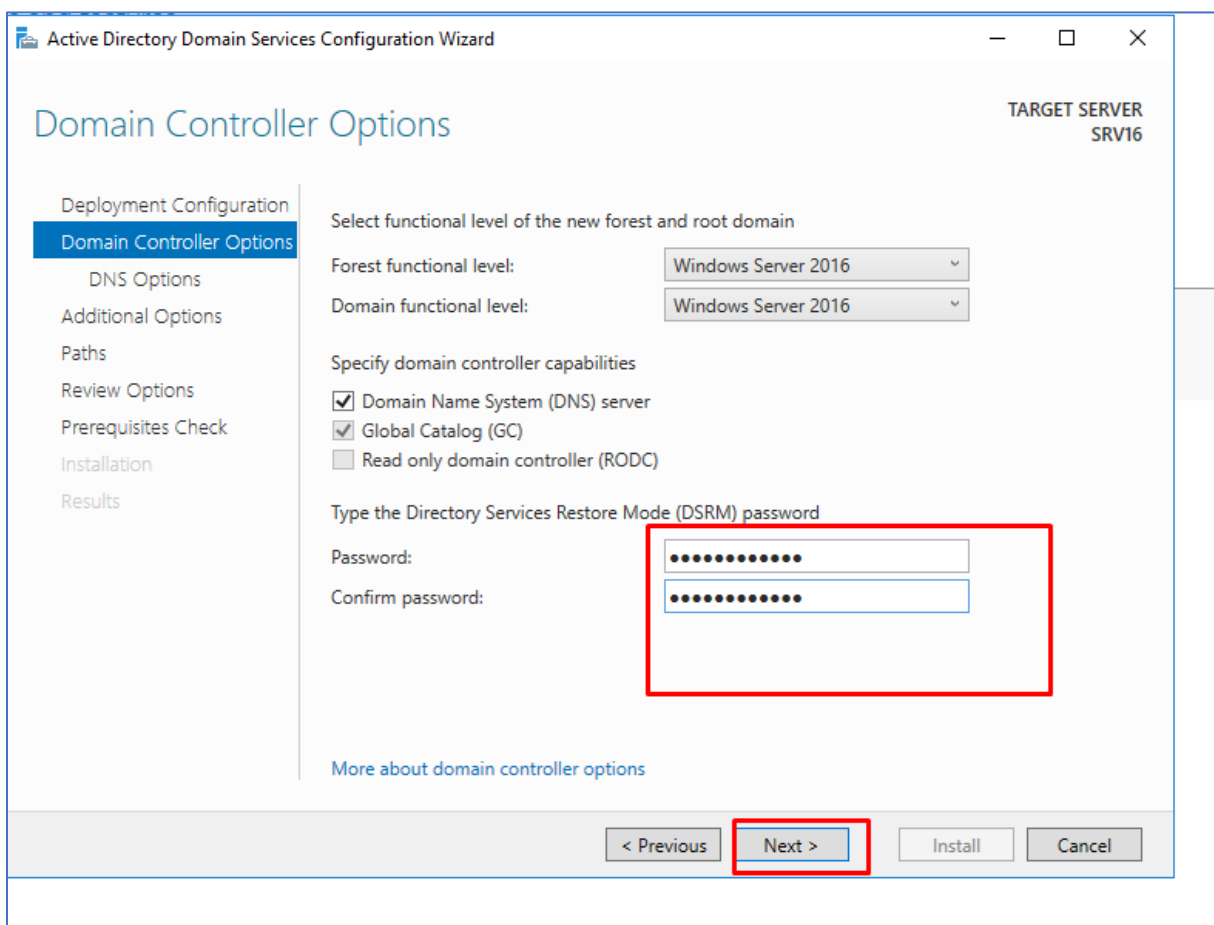 Active Directory Domain Services Configuration Wizard
Domain Controller Options
TARGET SERVER
SRV16
Deployment Configuration
Domain Controller Options
DNS Options
Additional Options
Paths
Review Options
Prerequisites Check
Installation
Results
Select functional level of the new forest and root domain
Forest functional level: Windows Server 2016
Domain functional level: Windows Server 2016
Specify domain controller capabilities
Domain Name System (DNS) server
Global Catalog (GC)
Read only domain controller (RODC)
Type the Directory Services Restore Mode (DSRM) password
Password: ●●●●●●●●●●●●
Confirm password: ●●●●●●●●●●●●
More about domain controller options
< Previous Next > Install Cancel